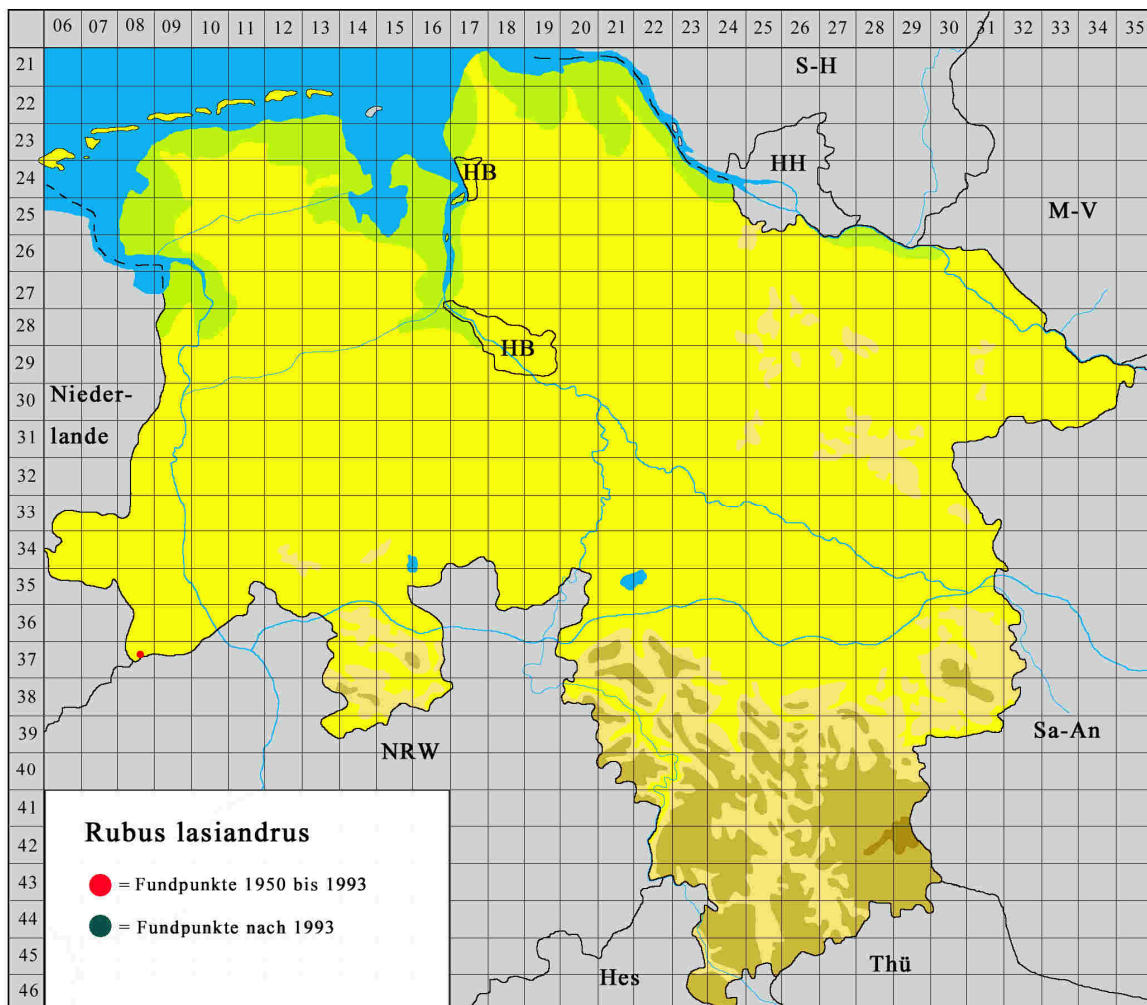 06 07 08 09 10 11 12 13 14 15 16 17 18 19 20 21 22 23 24 25 26 27 28 29 30 31 32 33 34 35
21
S-H
22
23
HB
HH
24
M-V
25
26
27
28
HB
29
Nieder-
30
lande
31
32
33
34
35
36
37
38
39
NRW
Sa-An
40
41
Rubus lasiandrus
42
43
= Fundpunkte 1950 bis 1993
44
= Fundpunkte nach 1993
45
Hes
Thü
46